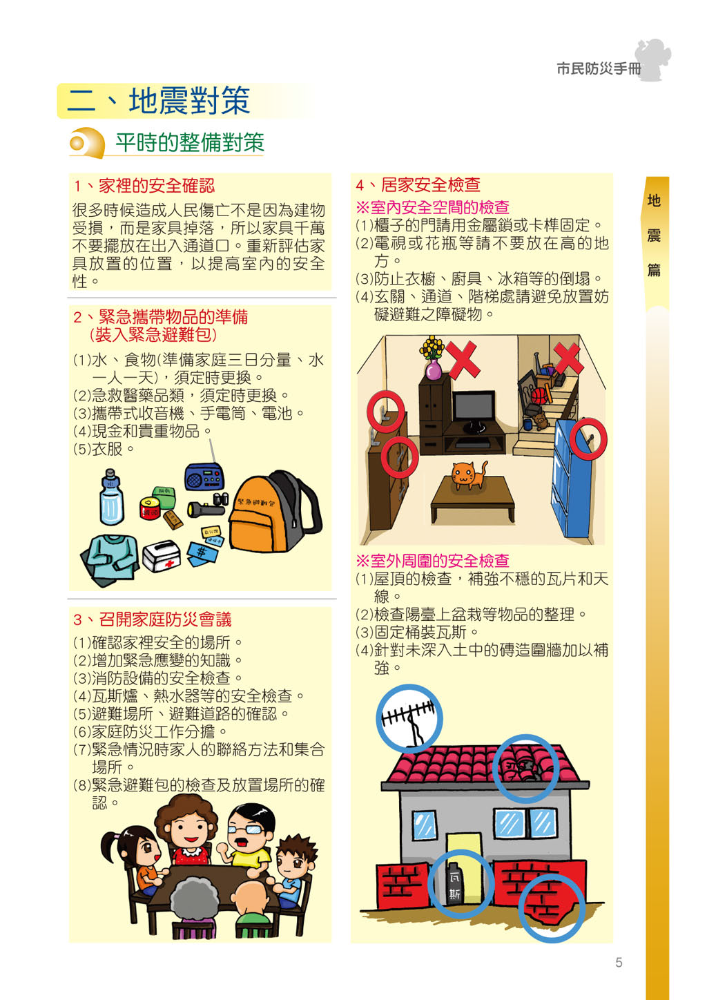 市民防災手冊
二、地震對策
平時的整備對策
1、家裡的安全確認
很多時候造成人民傷亡不是因為建物
受損，而是家具掉落，所以家具千萬
不要擺放在出入通道口。重新評估家
具放置的位置，以提高室內的安全
性。
2、緊急攜帶物品的準備
(裝入緊急避難包)
(1)水、食物(準備家庭三日分量、水
一人一天)，須定時更換。
(2)急救醫藥品類，須定時更換。
(3)攜帶式收音機、手電筒、電池。
(4)現金和貴重物品。
(5)衣服。
水
餅乾
罐頭
緊急避難包
身分證
健保卡
$
3、召開家庭防災會議
(1)確認家裡安全的場所。
(2)增加緊急應變的知識。
(3)消防設備的安全檢查。
(4)瓦斯爐、熱水器等的安全檢查。
(5)避難場所、避難道路的確認。
(6)家庭防災工作分擔。
(7)緊急情況時家人的聯絡方法和集合
場所。
(8)緊急避難包的檢查及放置場所的確
認。
4、居家安全檢查
※室內安全空間的檢查
(1)櫃子的門請用金屬鎖或卡榫固定。
(2)電視或花瓶等請不要放在高的地
方。
(3)防止衣櫥、廚具、冰箱等的倒塌。
(4)玄關、通道、階梯處請避免放置妨
礙避難之障礙物。
※室外周圍的安全檢查
(1)屋頂的檢查，補強不穩的瓦片和天
線。
(2)檢查陽臺上盆栽等物品的整理。
(3)固定桶裝瓦斯。
(4)針對未深入土中的磚造圍牆加以補
強。
瓦
斯
地
震
篇
5